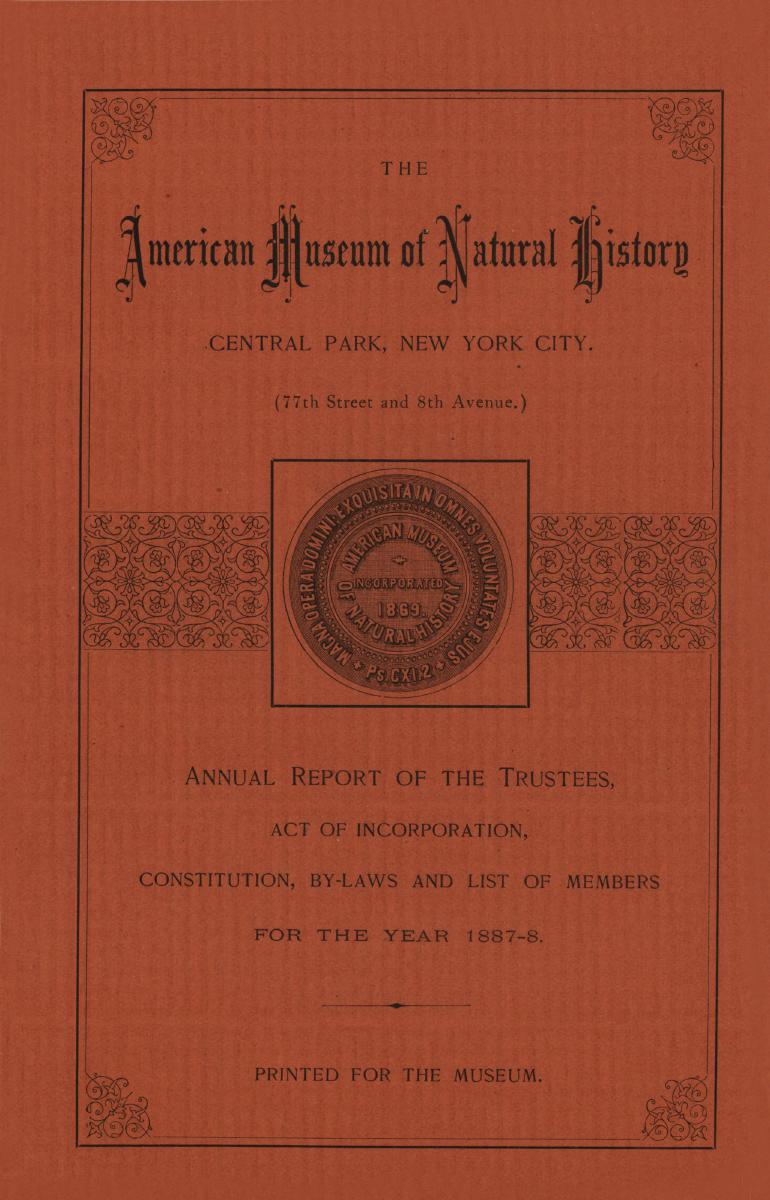 THE
American Museum of Natural History
CENTRAL PARK, NEW YORK CITY.
(77th Street and 8th Avenue.)
MAGNA OPERA DOMINI EXQUISITA IN OMNES VOLUNTATES EJUS
Ps. CXI.2
AMERICAN MUSEUM
OF NATURAL HISTORY
INCORPORATED
1869.
ANNUAL REPORT OF THE TRUSTEES,
ACT OF INCORPORATION,
CONSTITUTION, BY-LAWS AND LIST OF MEMBERS
FOR THE YEAR 1887-8.
PRINTED FOR THE MUSEUM.